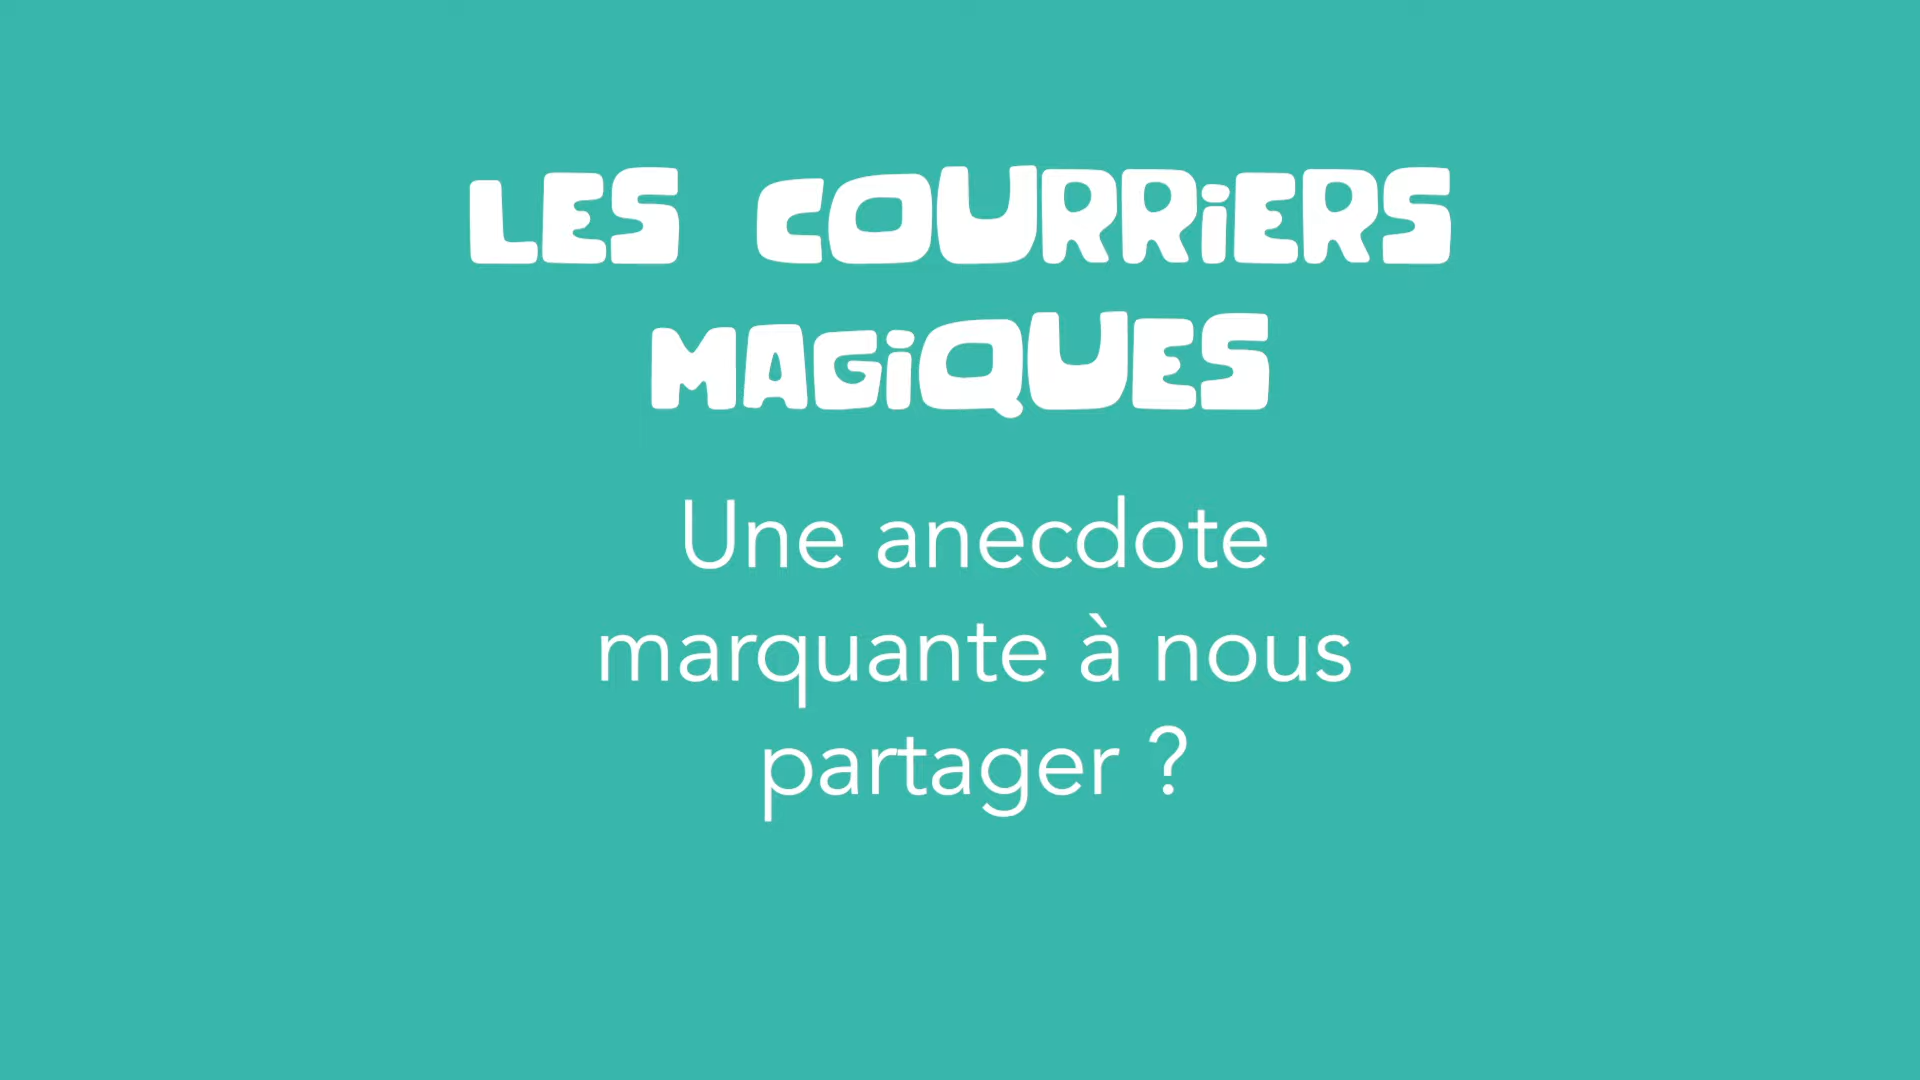 LES COURRIERS
MAGIQUES
Une anecdote
marquante à nous
partager ?